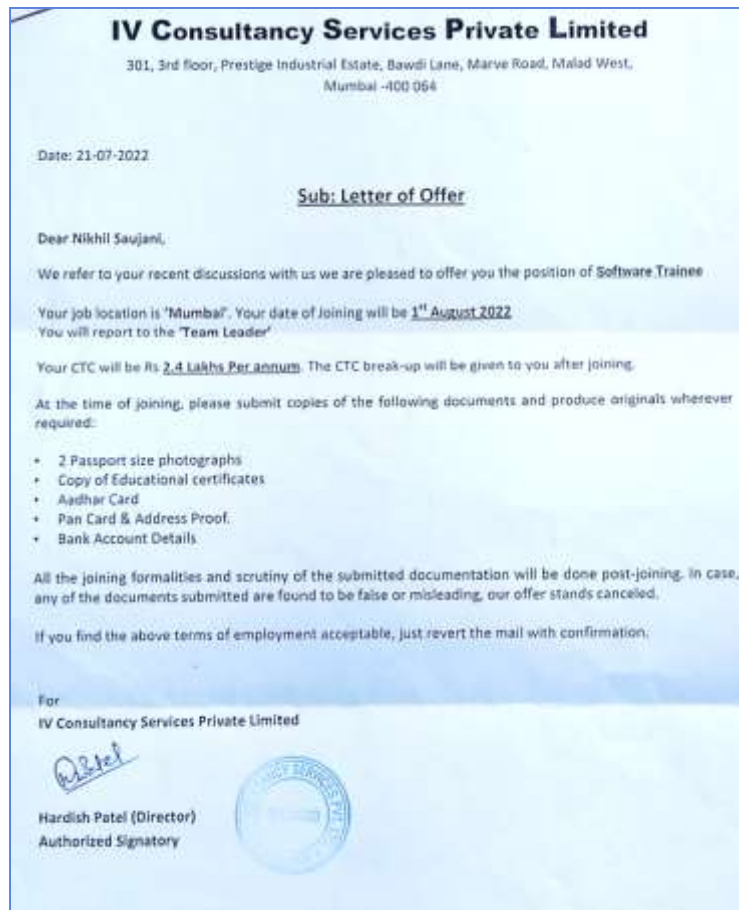 IV Consultancy Services Private Limited
301, 3rd floor, Prestige Industrial Estate, Bawdi Lane, Marve Road, Malad West,
Mumbai -400 064
Date: 21-07-2022
Sub: Letter of Offer
Dear Nikhil Saujani,
We refer to your recent discussions with us we are pleased to offer you the position of Software Trainee
Your job location is 'Mumbai'. Your date of Joining will be 1st August 2022
You will report to the 'Team Leader'
Your CTC will be Rs 2.4 Lakhs Per annum. The CTC break-up will be given to you after joining.
At the time of joining, please submit copies of the following documents and produce originals wherever
required:
• 2 Passport size photographs
• Copy of Educational certificates
• Aadhar Card
• Pan Card & Address Proof.
• Bank Account Details
All the joining formalities and scrutiny of the submitted documentation will be done post-joining. In case,
any of the documents submitted are found to be false or misleading, our offer stands canceled.
If you find the above terms of employment acceptable, just revert the mail with confirmation.
For
IV Consultancy Services Private Limited
Hardish Patel (Director)
Authorized Signatory